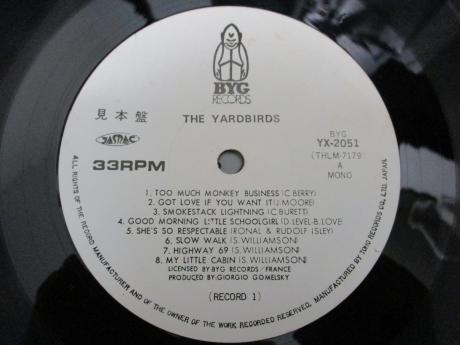 BYG
RECORDS
見本盤
THE YARDBIRDS
BYG
YX-2051
(THLM-7179)
A
MONO
JASRAC
33RPM
1. TOO MUCH MONKEY BUSINESS (C.BERRY)
2. GOT LOVE IF YOU WANT IT(J.MOORE)
3. SMOKESTACK LIGHTNING (C.BURETT)
4. GOOD MORNING LITTLE SCHOOLGIRL (D.LEVEL-B.LOVE
5. SHE'S SO RESPECTABLE (RONAL & RUDOLF ISLEY)
6. SLOW WALK (S.WILLIAMSON)
7. HIGHWAY 69 (S.WILLIAMSON)
8. MY LITTLE CABIN (S.WILLIAMSON)
LICENSED BY BYG RECORDS/FRANCE
PRODUCED BY:GIORGIO GOMELSKY
(RECORD 1)
ALL RIGHTS OF THE RECORD MANUFACTURER AND OF THE OWNER OF THE WORK RECORDED RESERVED. MANUFACTURED BY TOHO RECORDS CO., LTD. JAPAN.